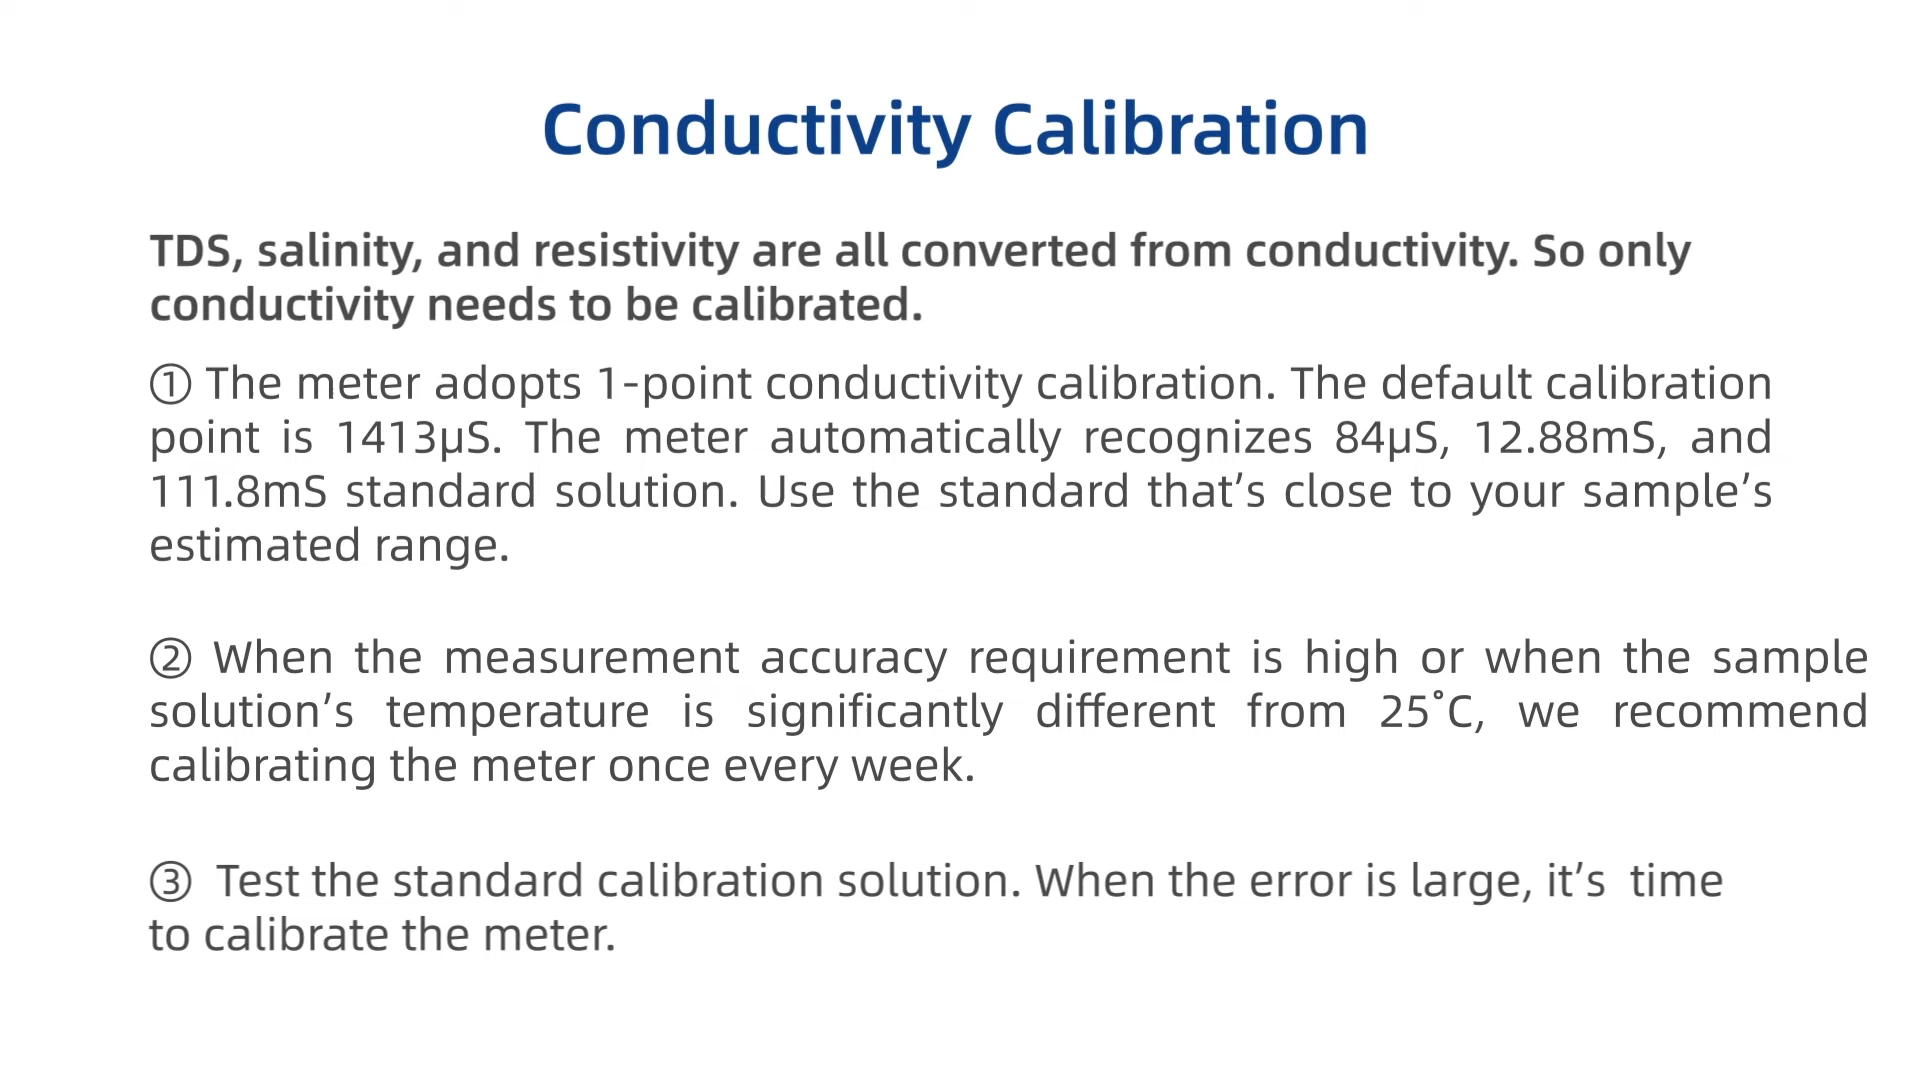 Conductivity Calibration
TDS, salinity, and resistivity are all converted from conductivity. So only
conductivity needs to be calibrated.
① The meter adopts 1-point conductivity calibration. The default calibration
point is 1413μS. The meter automatically recognizes 84μS, 12.88mS, and
111.8mS standard solution. Use the standard that’s close to your sample’s
estimated range.
② When the measurement accuracy requirement is high or when the sample
solution’s temperature is significantly different from 25˚C, we recommend
calibrating the meter once every week.
③ Test the standard calibration solution. When the error is large, it’s time
to calibrate the meter.